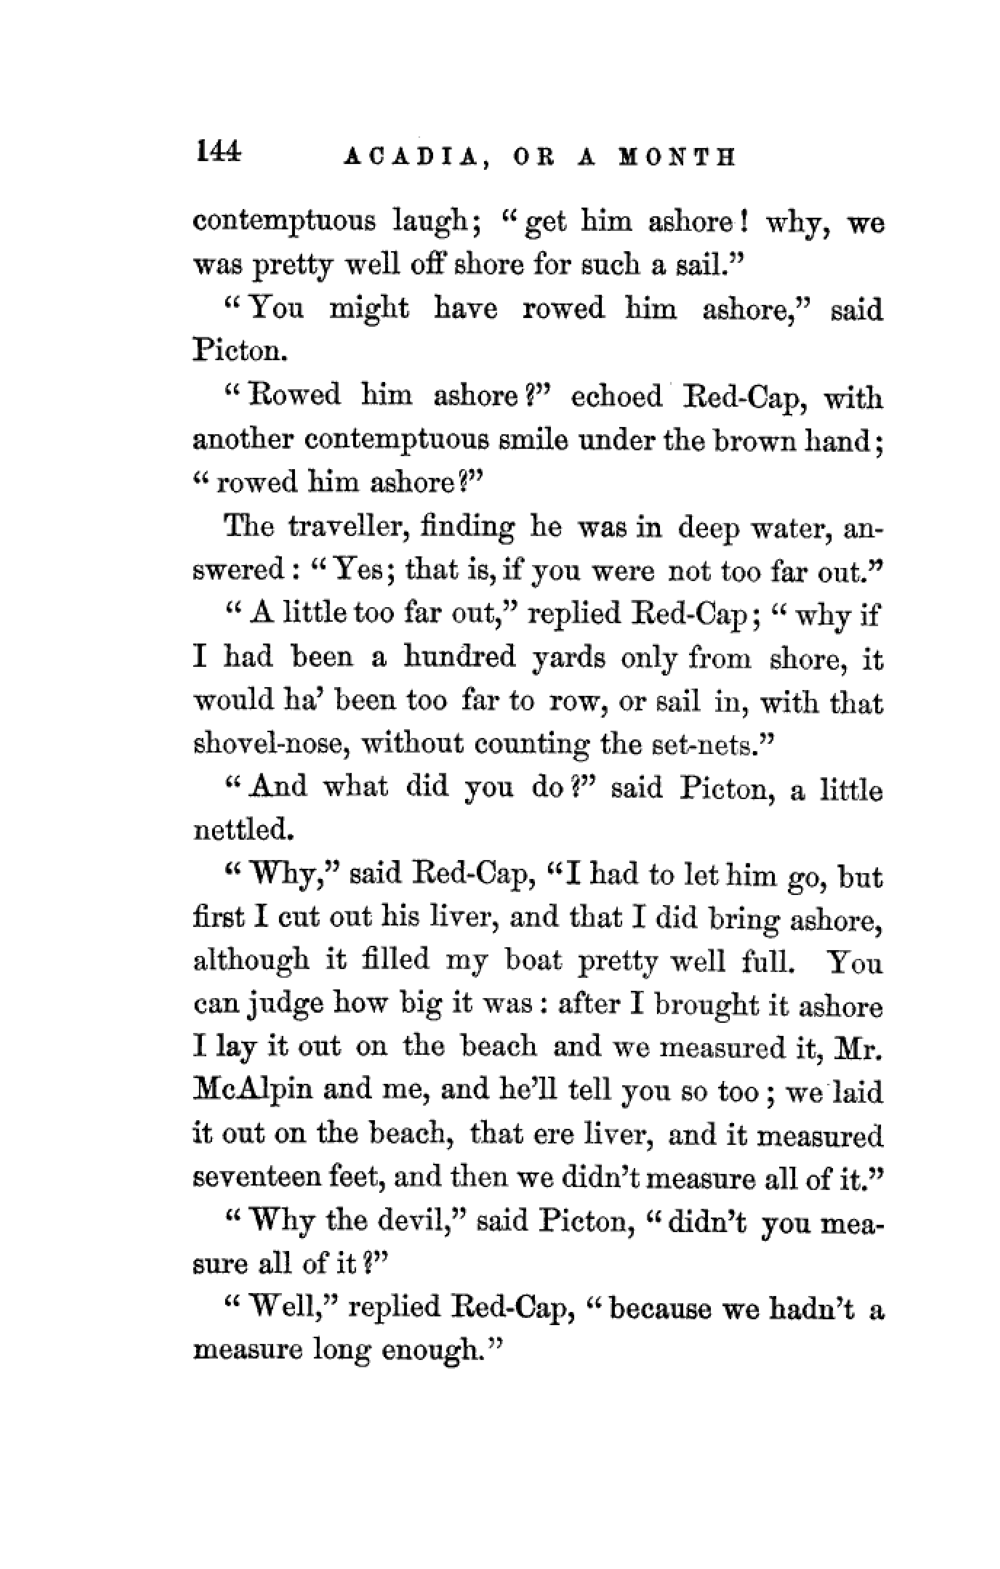 144 ACADIA, OR A MONTH
contemptuous laugh; “get him ashore! why, we
was pretty well off shore for such a sail.”
“You might have rowed him ashore,” said
Picton.
“Rowed him ashore?” echoed Red-Cap, with
another contemptuous smile under the brown hand;
“rowed him ashore?”
The traveller, finding he was in deep water, an-
swered: “Yes; that is, if you were not too far out.”
“A little too far out,” replied Red-Cap; “why if
I had been a hundred yards only from shore, it
would ha’ been too far to row, or sail in, with that
shovel-nose, without counting the set-nets.”
“And what did you do?” said Picton, a little
nettled.
“Why,” said Red-Cap, “I had to let him go, but
first I cut out his liver, and that I did bring ashore,
although it filled my boat pretty well full. You
can judge how big it was: after I brought it ashore
I lay it out on the beach and we measured it, Mr.
McAlpin and me, and he’ll tell you so too; we laid
it out on the beach, that ere liver, and it measured
seventeen feet, and then we didn’t measure all of it.”
“Why the devil,” said Picton, “didn’t you mea-
sure all of it?”
“Well,” replied Red-Cap, “because we hadn’t a
measure long enough.”